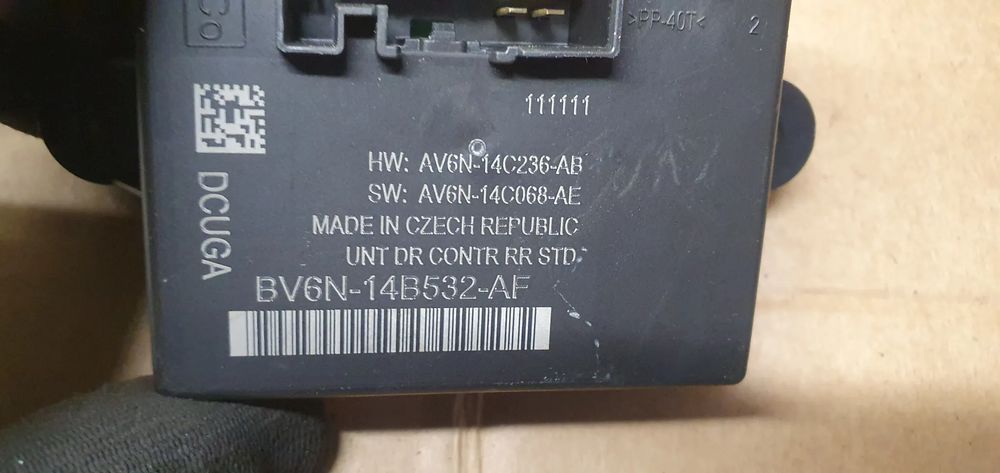 Co
>PP-40T<
2
111111
HW: AV6N-14C236-AB
SW: AV6N-14C068-AE
MADE IN CZECH REPUBLIC
UNT DR CONTR RR STD
BV6N-14B532-AF
DCUGA